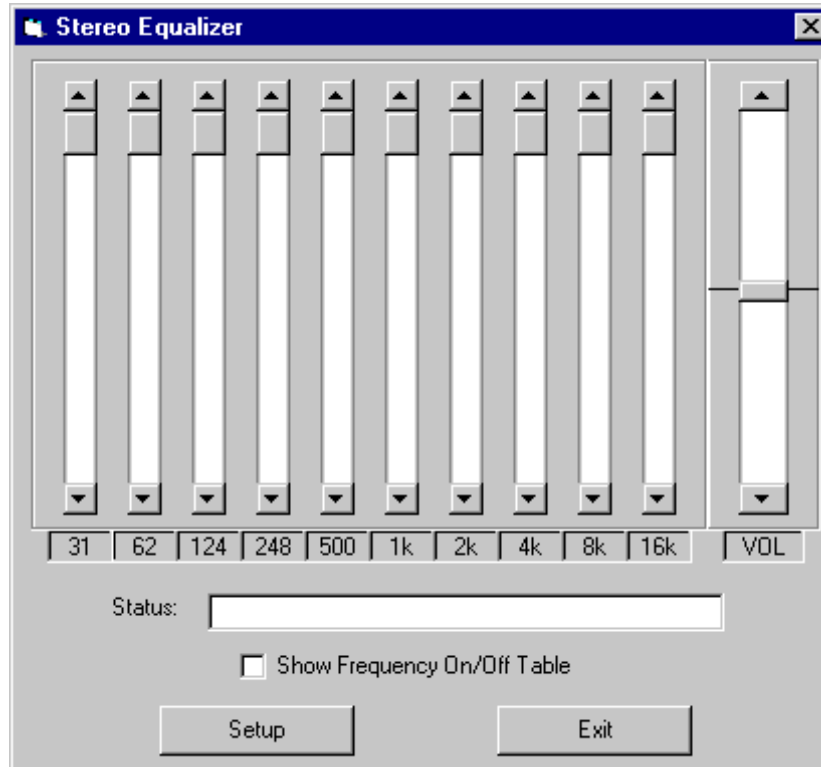 Stereo Equalizer
31 62 124 248 500 1k 2k 4k 8k 16k VOL
Status:
Show Frequency On/Off Table
Setup Exit